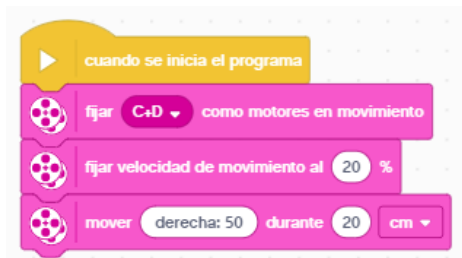 cuando se inicia el programa
fijar C+D como motores en movimiento
fijar velocidad de movimiento al 20 %
mover derecha: 50 durante 20 cm